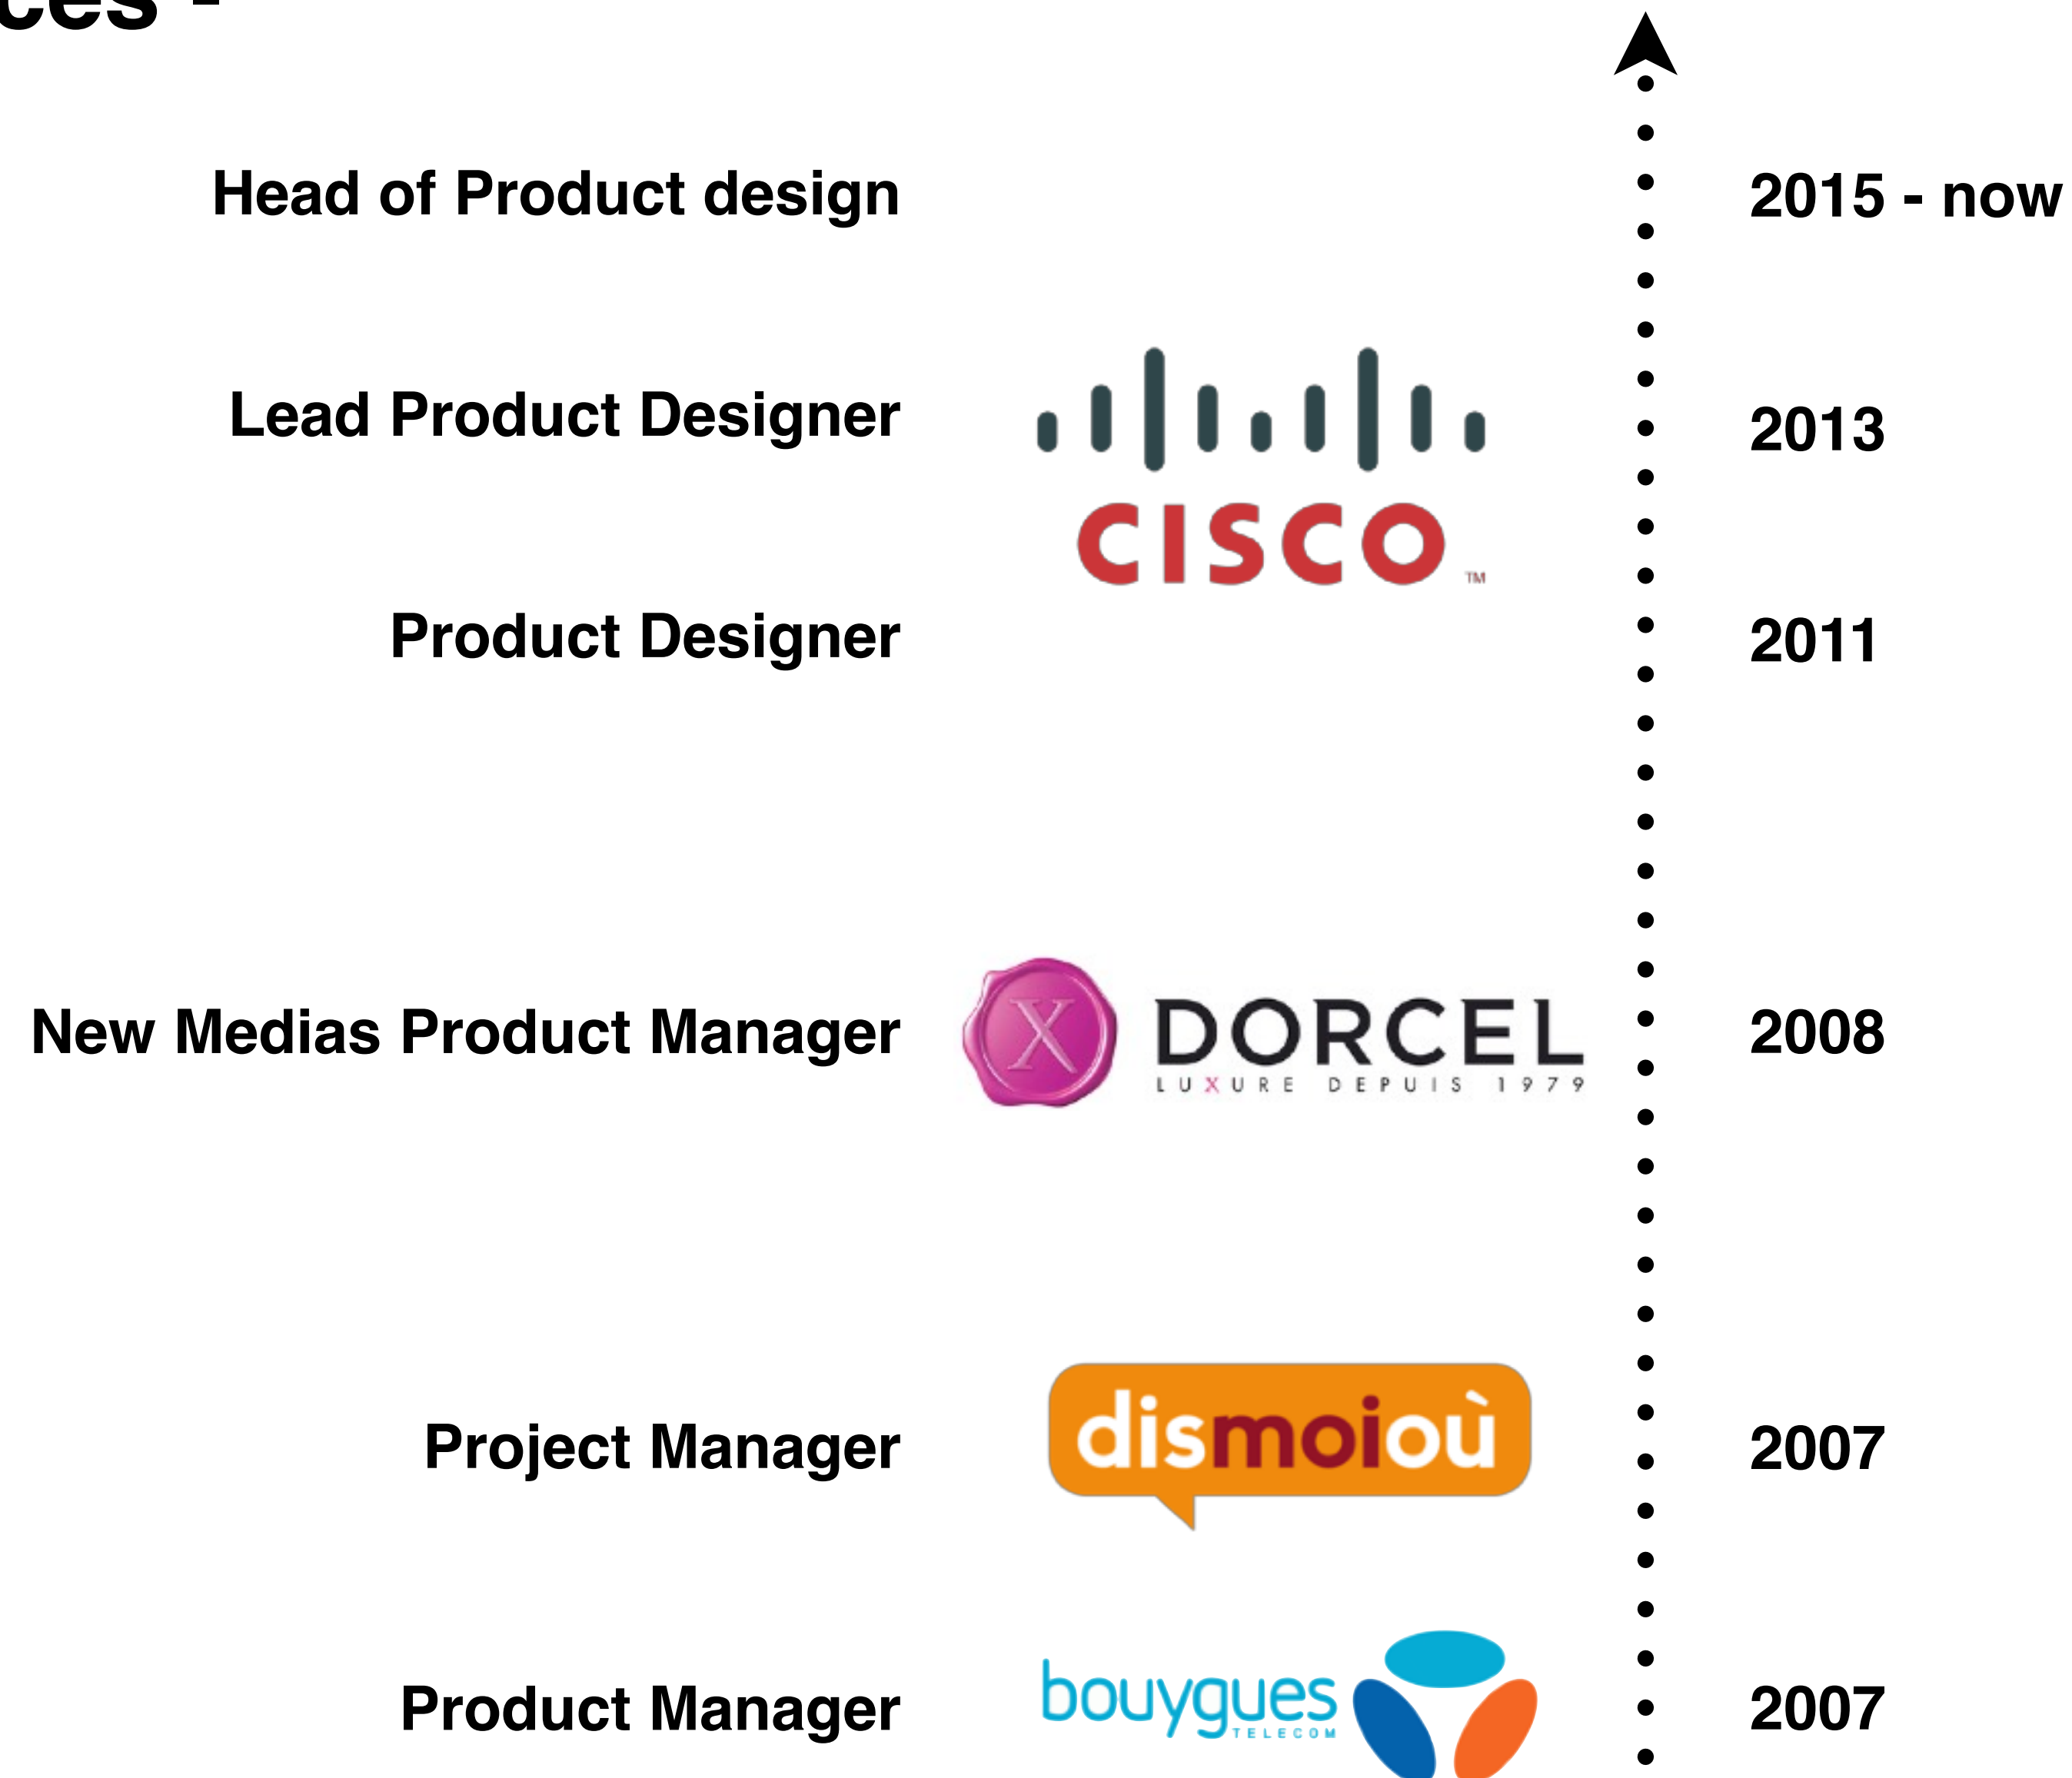 ces -
Head of Product design 2015 - now
Lead Product Designer 2013
CISCO TM
Product Designer 2011
New Medias Product Manager X DORCEL 2008
LUXURE DEPUIS 1979
Project Manager dismoioù 2007
Product Manager bouygues 2007
TELECOM